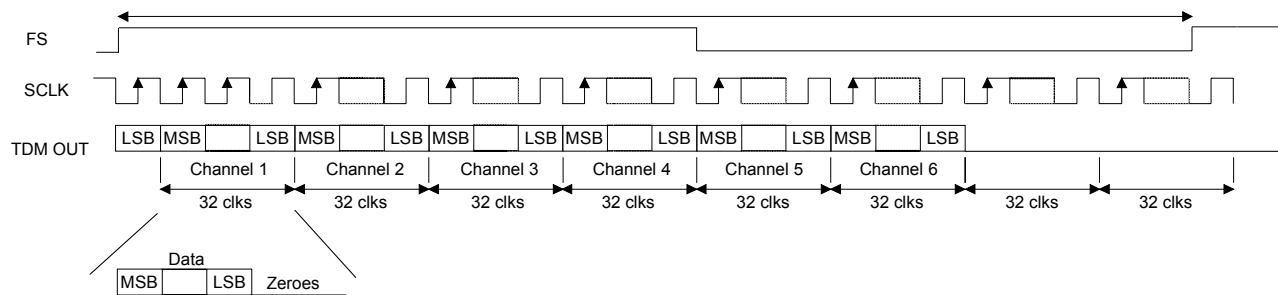 FS
SCLK
TDM OUT
LSB MSB LSB MSB LSB MSB LSB MSB LSB MSB LSB MSB LSB
Channel 1 Channel 2 Channel 3 Channel 4 Channel 5 Channel 6
32 clks 32 clks 32 clks 32 clks 32 clks 32 clks 32 clks 32 clks
Data
MSB LSB Zeroes